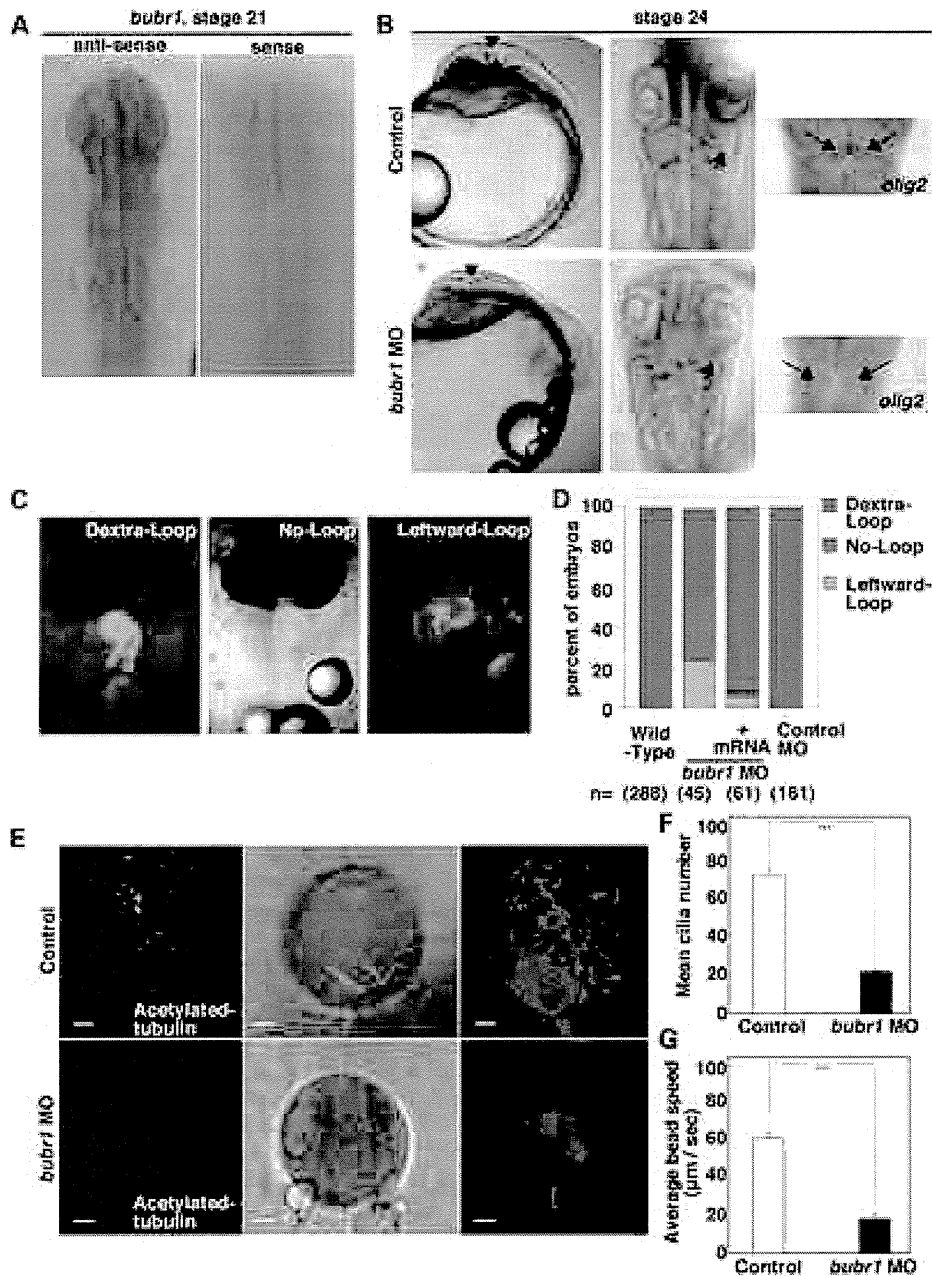 A
bubr1, stage 21
anti-sense
sense
B
stage 24
Control
olig2
bubr1 MO
olig2
C
Dextra-Loop
No-Loop
Leftward-Loop
D
percent of embryos
100
80
60
40
20
0
Dextra-
Loop
No-Loop
Leftward-
Loop
Wild
-Type
+
mRNA
Control
MO
bubr1 MO
n= (288) (45) (61) (181)
E
Control
Acetylated-
tubulin
bubr1 MO
Acetylated-
tubulin
F
Mean cilia number
100
80
60
40
20
0
Control
bubr1 MO
G
Average bead speed
(µm / sec)
100
80
60
40
20
0
Control
bubr1 MO